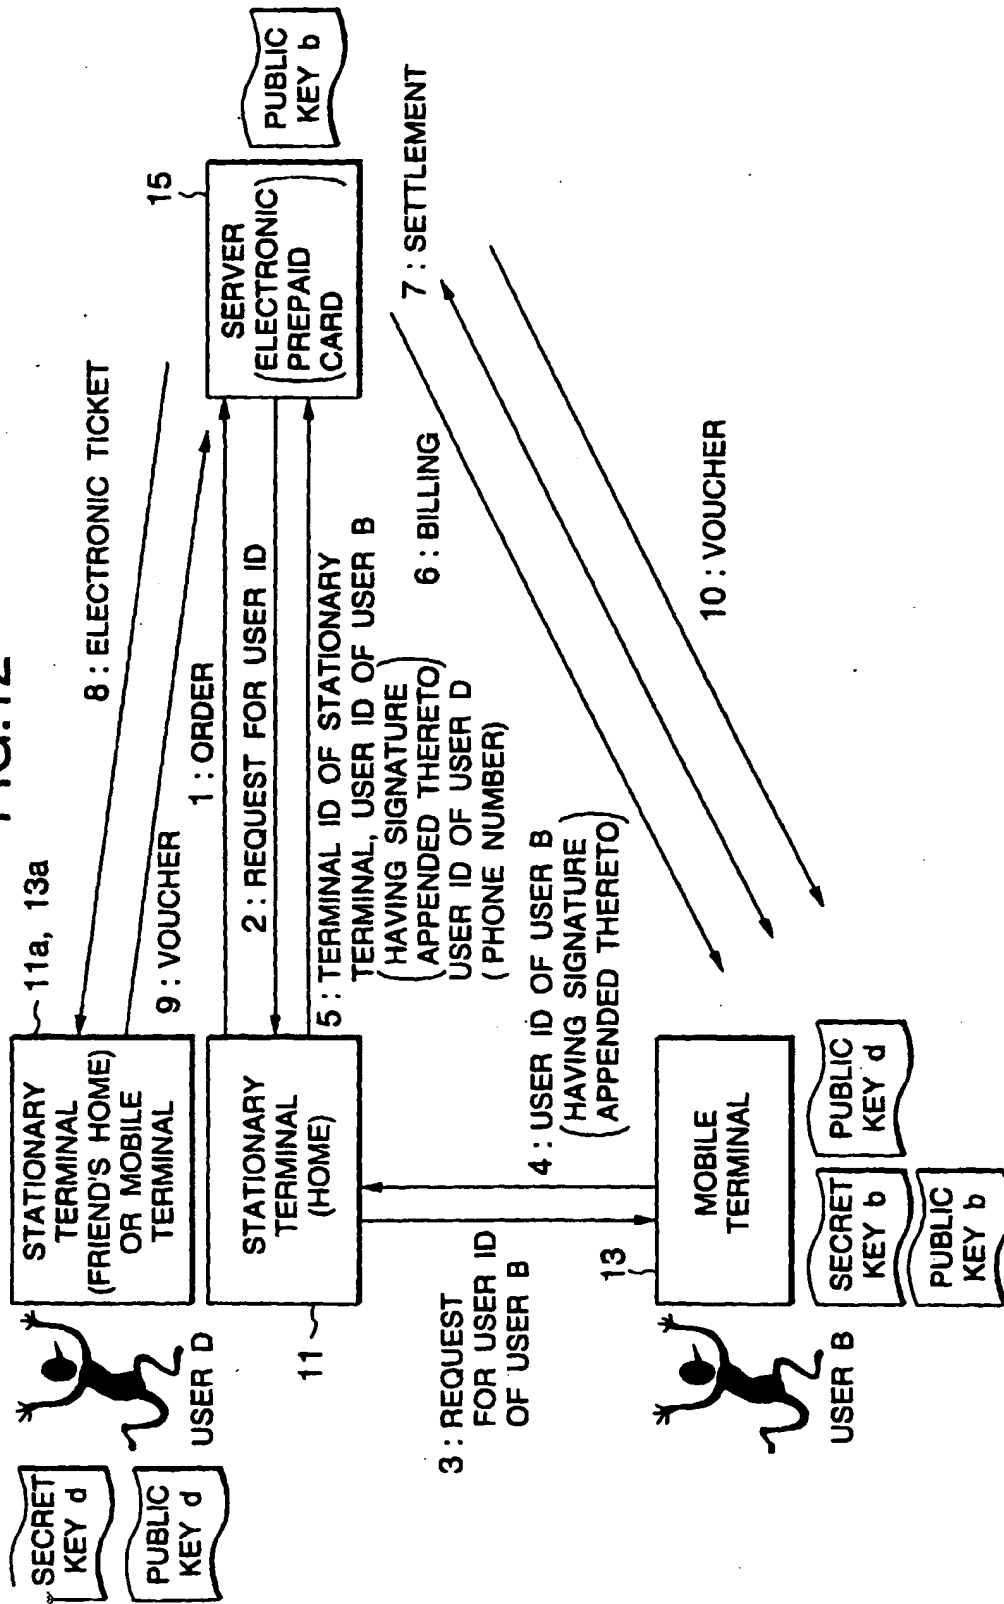 FIG.12
SECRET
KEY d
PUBLIC
KEY d
USER D
STATIONARY
TERMINAL
(FRIEND'S HOME)
OR MOBILE
TERMINAL
11a, 13a
8 : ELECTRONIC TICKET
9 : VOUCHER
1 : ORDER
2 : REQUEST FOR USER ID
5 : TERMINAL ID OF STATIONARY
TERMINAL, USER ID OF USER B
(HAVING SIGNATURE
APPENDED THERETO)
USER ID OF USER D
(PHONE NUMBER)
15
SERVER
(ELECTRONIC
PREPAID
CARD)
PUBLIC
KEY b
STATIONARY
TERMINAL
(HOME)
11
3 : REQUEST
FOR USER ID
OF USER B
4 : USER ID OF USER B
(HAVING SIGNATURE
APPENDED THERETO)
6 : BILLING
7 : SETTLEMENT
10 : VOUCHER
13
MOBILE
TERMINAL
USER B
SECRET
KEY b
PUBLIC
KEY b
PUBLIC
KEY d